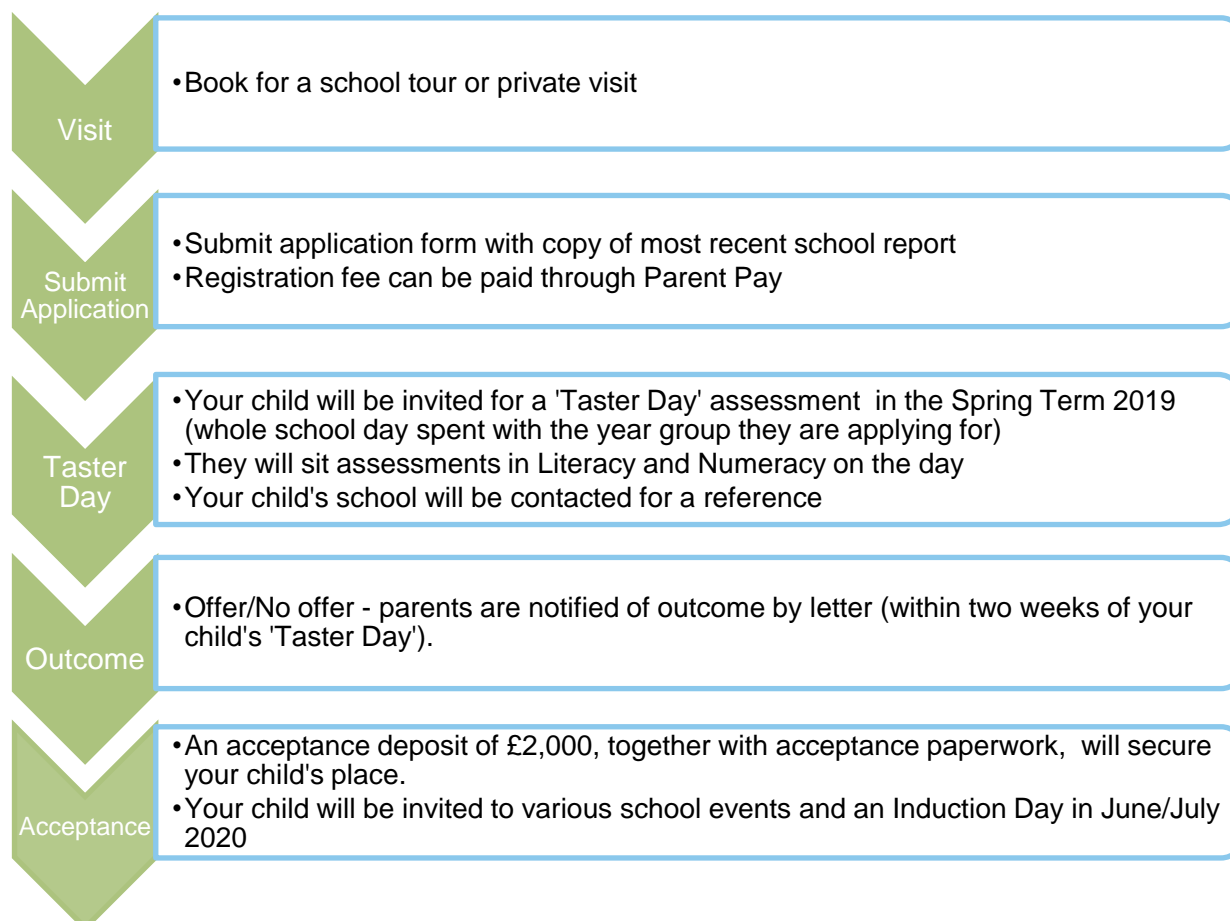 Visit
•Book for a school tour or private visit
Submit
Application
•Submit application form with copy of most recent school report
•Registration fee can be paid through Parent Pay
Taster
Day
•Your child will be invited for a 'Taster Day' assessment  in the Spring Term 2019
(whole school day spent with the year group they are applying for)
•They will sit assessments in Literacy and Numeracy on the day
•Your child's school will be contacted for a reference
Outcome
•Offer/No offer - parents are notified of outcome by letter (within two weeks of your
child's 'Taster Day').
Acceptance
•An acceptance deposit of £2,000, together with acceptance paperwork,  will secure
your child's place.
•Your child will be invited to various school events and an Induction Day in June/July
2020